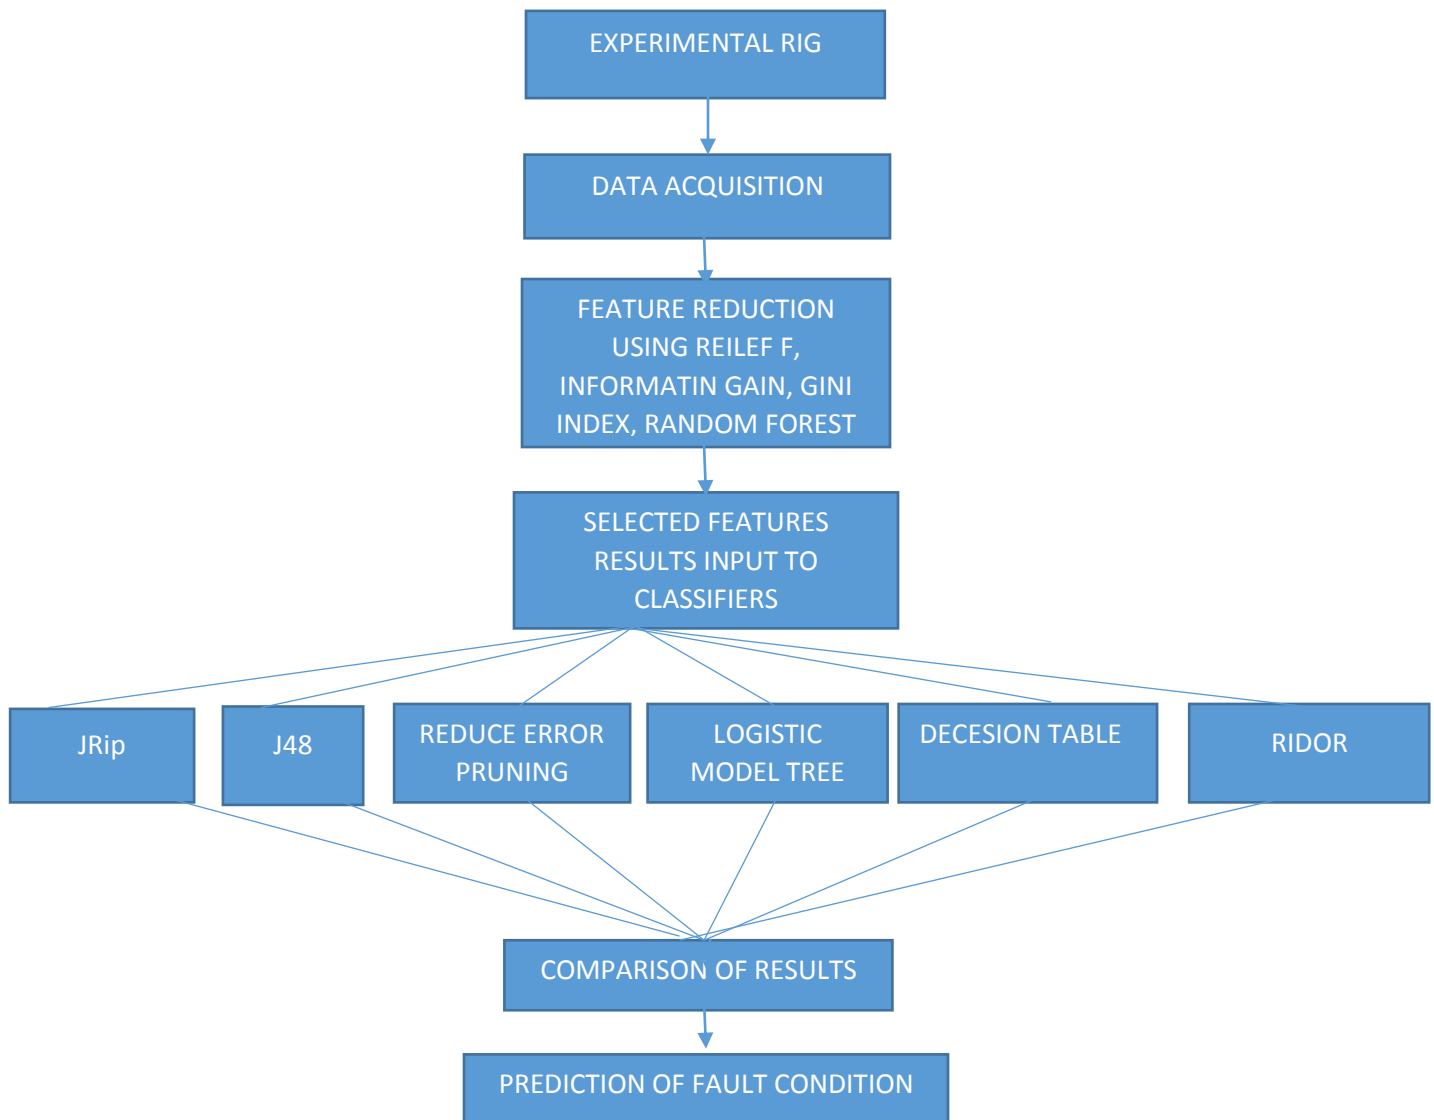 EXPERIMENTAL RIG
DATA ACQUISITION
FEATURE REDUCTION
USING REILEF F,
INFORMATIN GAIN, GINI
INDEX, RANDOM FOREST
SELECTED FEATURES
RESULTS INPUT TO
CLASSIFIERS
JRip
J48
REDUCE ERROR
PRUNING
LOGISTIC
MODEL TREE
DECESION TABLE
RIDOR
COMPARISON OF RESULTS
PREDICTION OF FAULT CONDITION